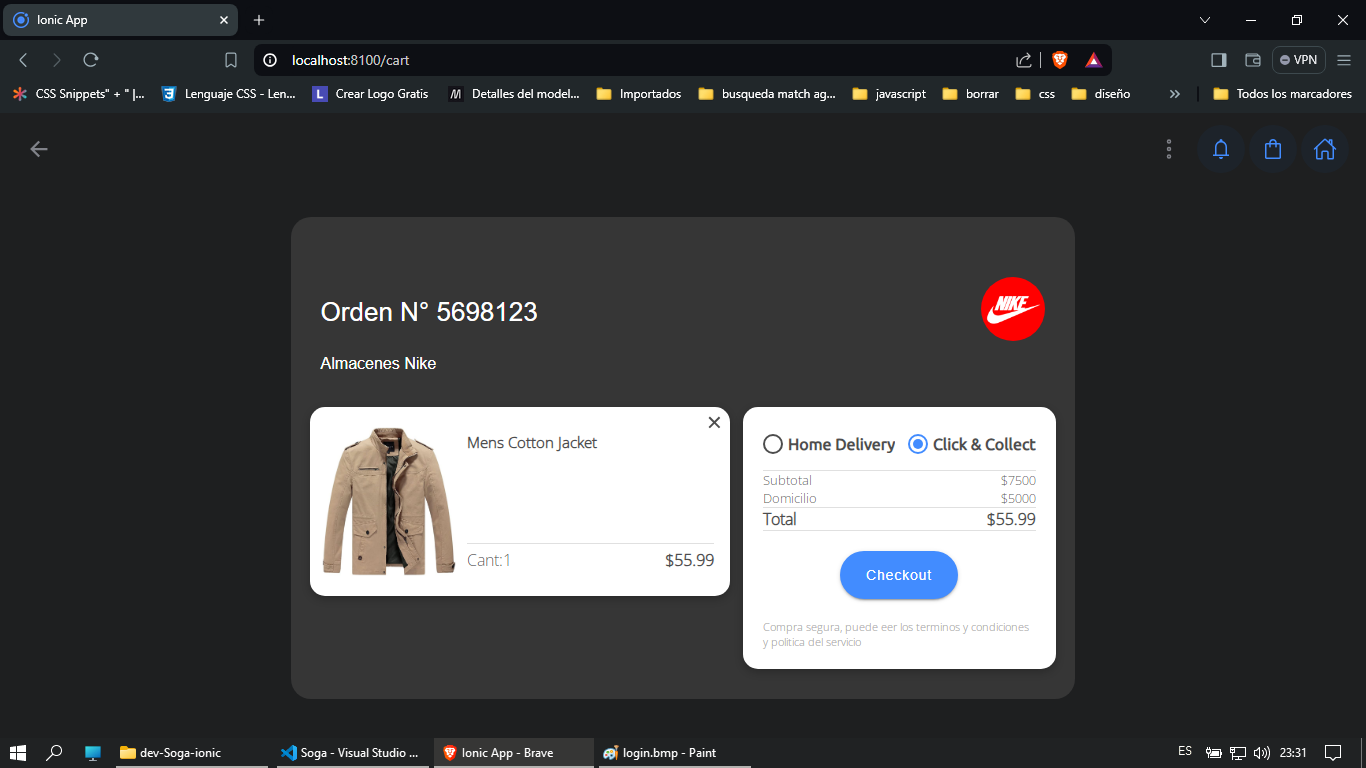 Ionic App
localhost:8100/cart
VPN
CSS Snippets" + " |...
Lenguaje CSS - Len...
Crear Logo Gratis
Detalles del model...
Importados
busqueda match ag...
javascript
borrar
css
diseño
Todos los marcadores
Orden N° 5698123
NIKE
Almacenes Nike
Mens Cotton Jacket
Cant:1 $55.99
Home Delivery Click & Collect
Subtotal $7500
Domicilio $5000
Total $55.99
Checkout
Compra segura, puede eer los terminos y condiciones
y politica del servicio
dev-Soga-ionic
Soga - Visual Studio ...
Ionic App - Brave
login.bmp - Paint
ES
23:31